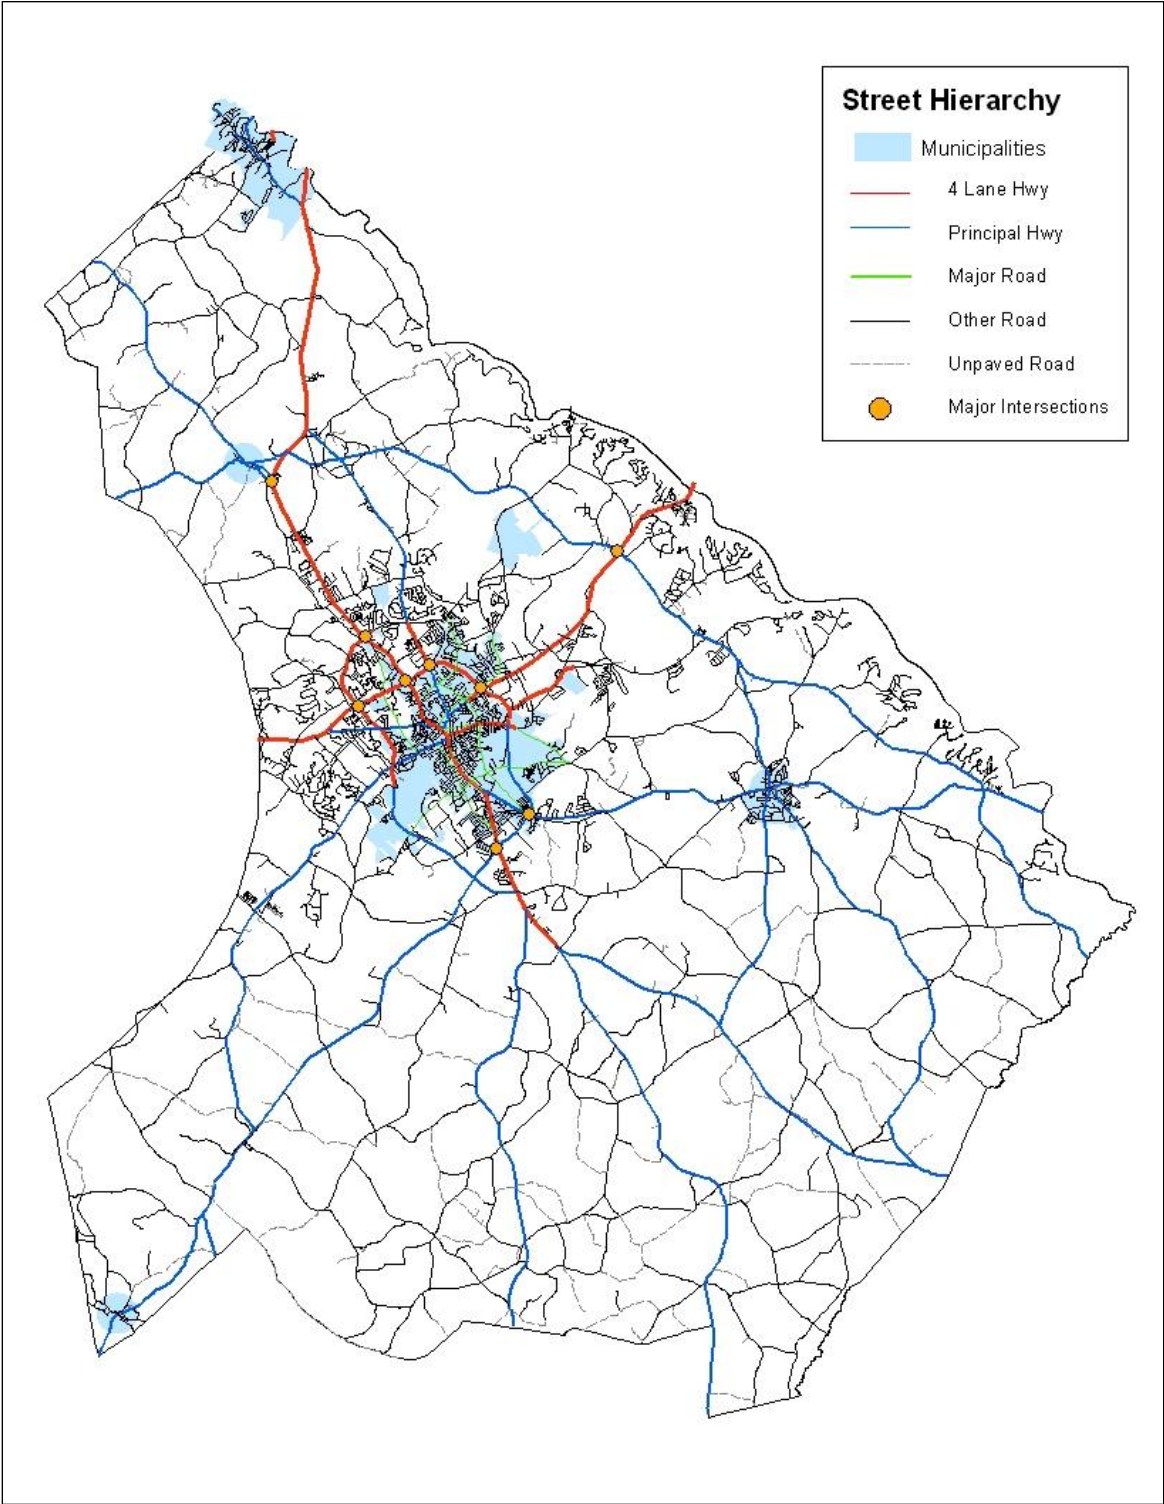 Street Hierarchy
Municipalities
4 Lane Hwy
Principal Hwy
Major Road
Other Road
Unpaved Road
Major Intersections